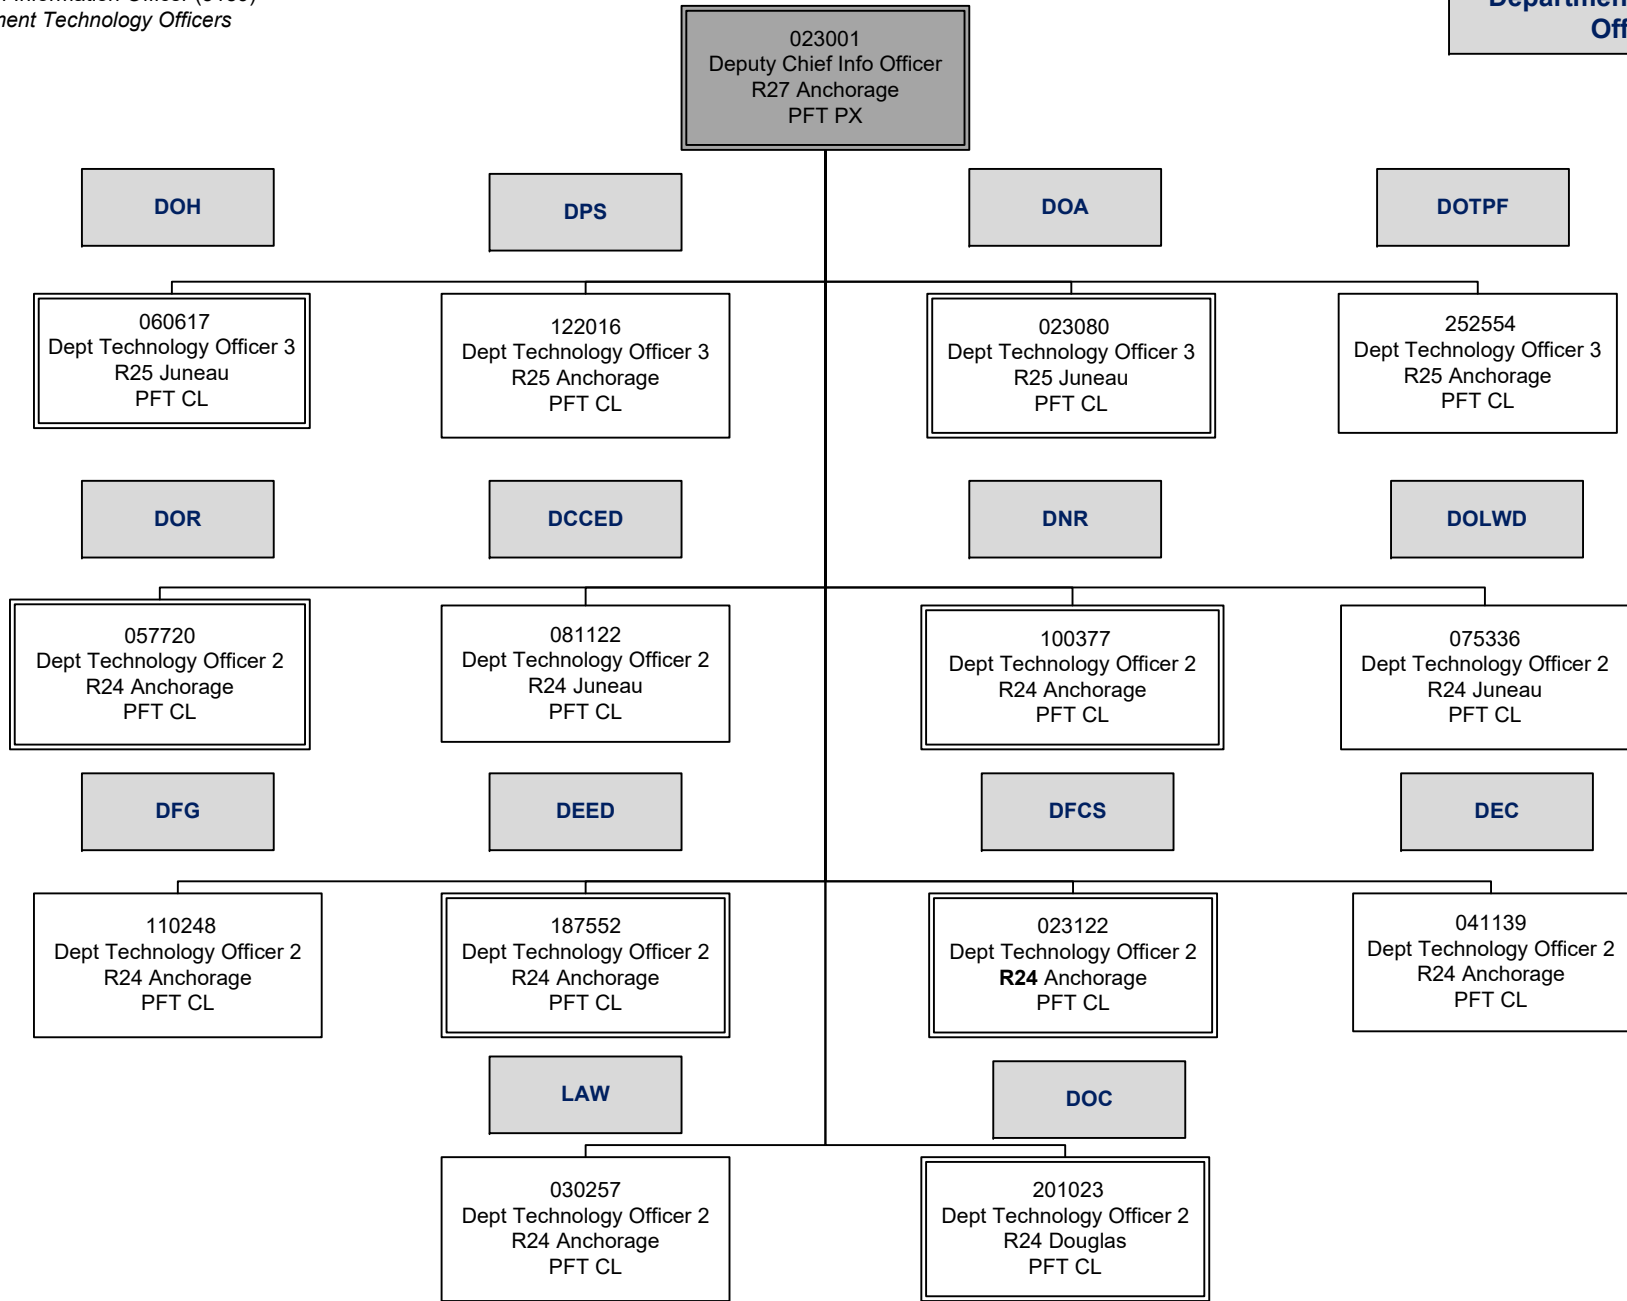 ment Technology Officers
023001
Deputy Chief Info Officer
R27 Anchorage
PFT PX
DOH
DPS
DOA
DOTPF
060617
Dept Technology Officer 3
R25 Juneau
PFT CL
122016
Dept Technology Officer 3
R25 Anchorage
PFT CL
023080
Dept Technology Officer 3
R25 Juneau
PFT CL
252554
Dept Technology Officer 3
R25 Anchorage
PFT CL
DOR
DCCED
DNR
DOLWD
057720
Dept Technology Officer 2
R24 Anchorage
PFT CL
081122
Dept Technology Officer 2
R24 Juneau
PFT CL
100377
Dept Technology Officer 2
R24 Anchorage
PFT CL
075336
Dept Technology Officer 2
R24 Juneau
PFT CL
DFG
DEED
DFCS
DEC
110248
Dept Technology Officer 2
R24 Anchorage
PFT CL
187552
Dept Technology Officer 2
R24 Anchorage
PFT CL
023122
Dept Technology Officer 2
R24 Anchorage
PFT CL
041139
Dept Technology Officer 2
R24 Anchorage
PFT CL
LAW
DOC
030257
Dept Technology Officer 2
R24 Anchorage
PFT CL
201023
Dept Technology Officer 2
R24 Douglas
PFT CL